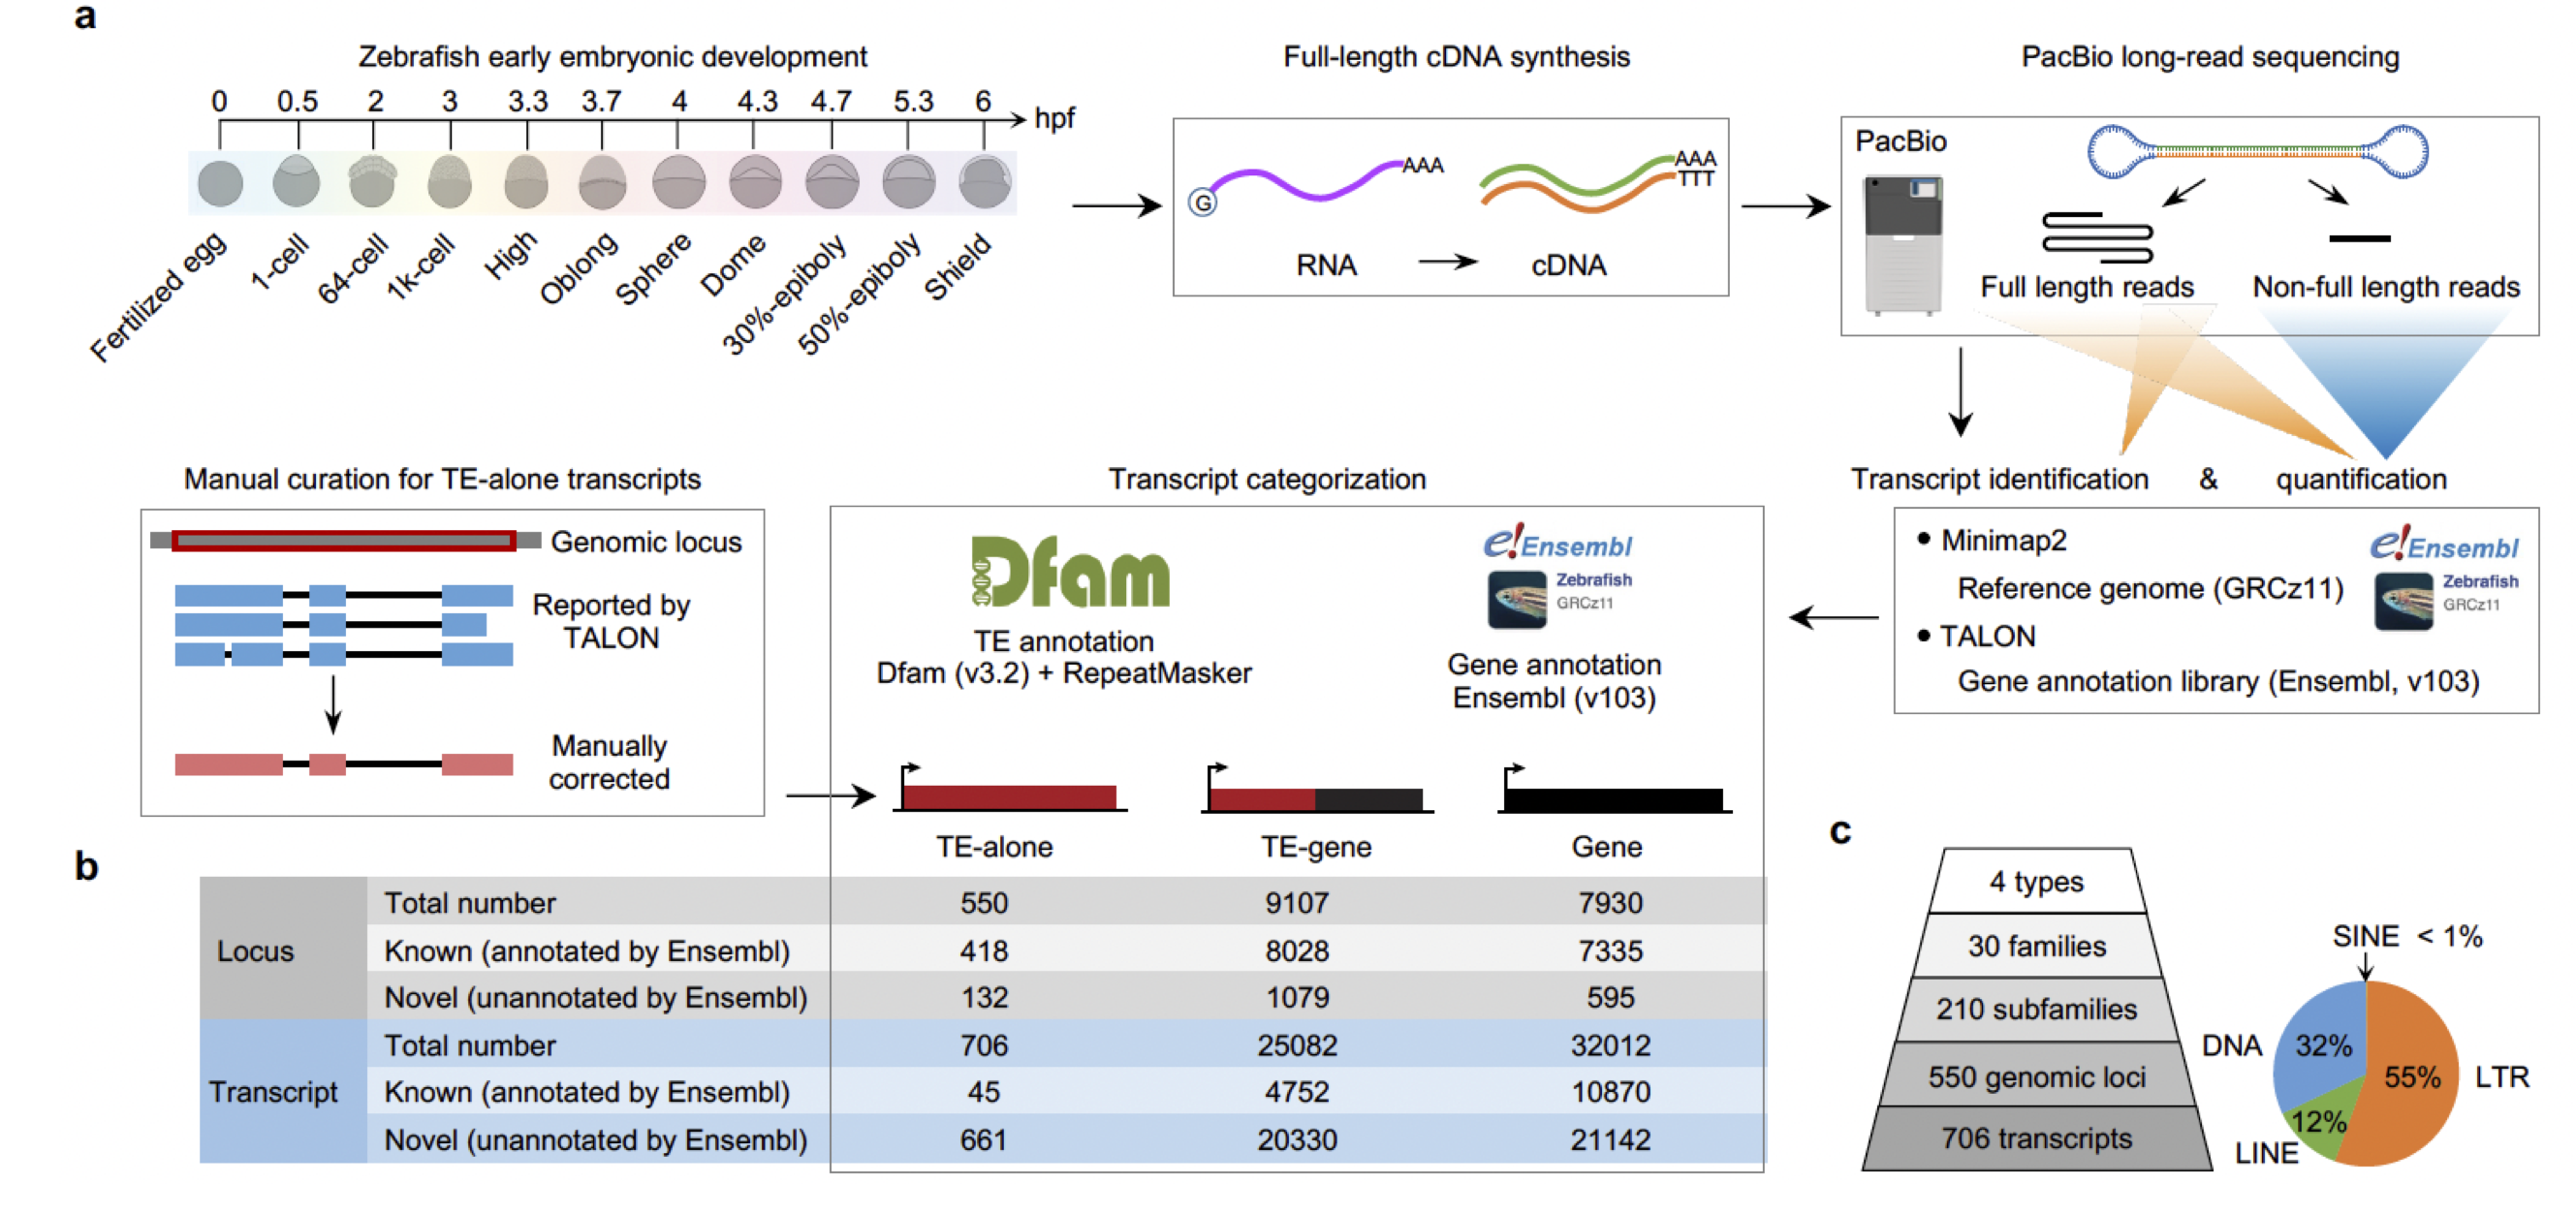 a
Zebrafish early embryonic development
0 0.5 2 3 3.3 3.7 4 4.3 4.7 5.3 6
hpf
Fertilized egg
1-cell
64-cell
1k-cell
High
Oblong
Sphere
Dome
30%-epiboly
50%-epiboly
Shield
Full-length cDNA synthesis
G
AAA
AAA
TTT
RNA
cDNA
PacBio long-read sequencing
PacBio
Full length reads
Non-full length reads
Transcript identification & quantification
Minimap2
Reference genome (GRCz11)
TALON
Gene annotation library (Ensembl, v103)
e!Ensembl
Zebrafish
GRCz11
Transcript categorization
Dfam
TE annotation
Dfam (v3.2) + RepeatMasker
e!Ensembl
Zebrafish
GRCz11
Gene annotation
Ensembl (v103)
Manual curation for TE-alone transcripts
Genomic locus
Reported by
TALON
Manually
corrected
b
TE-alone TE-gene Gene
Locus
Total number 550 9107 7930
Known (annotated by Ensembl) 418 8028 7335
Novel (unannotated by Ensembl) 132 1079 595
Transcript
Total number 706 25082 32012
Known (annotated by Ensembl) 45 4752 10870
Novel (unannotated by Ensembl) 661 20330 21142
c
4 types
30 families
210 subfamilies
550 genomic loci
706 transcripts
SINE < 1%
DNA
32%
55%
LTR
12%
LINE